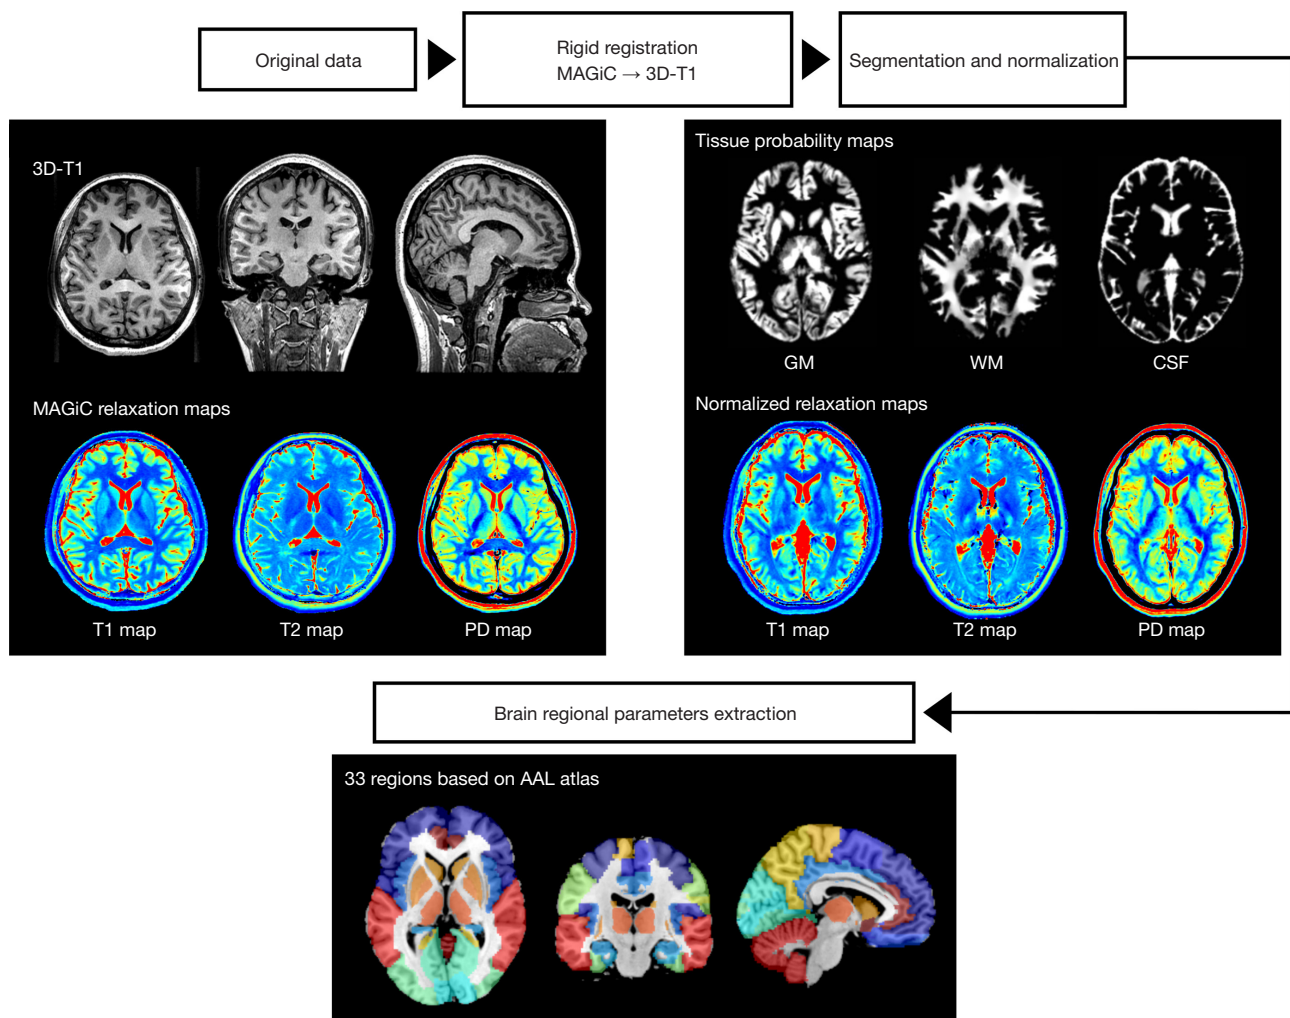 Original data
Rigid registration
MAGiC → 3D-T1
Segmentation and normalization
3D-T1
MAGiC relaxation maps
T1 map
T2 map
PD map
Tissue probability maps
GM
WM
CSF
Normalized relaxation maps
T1 map
T2 map
PD map
Brain regional parameters extraction
33 regions based on AAL atlas